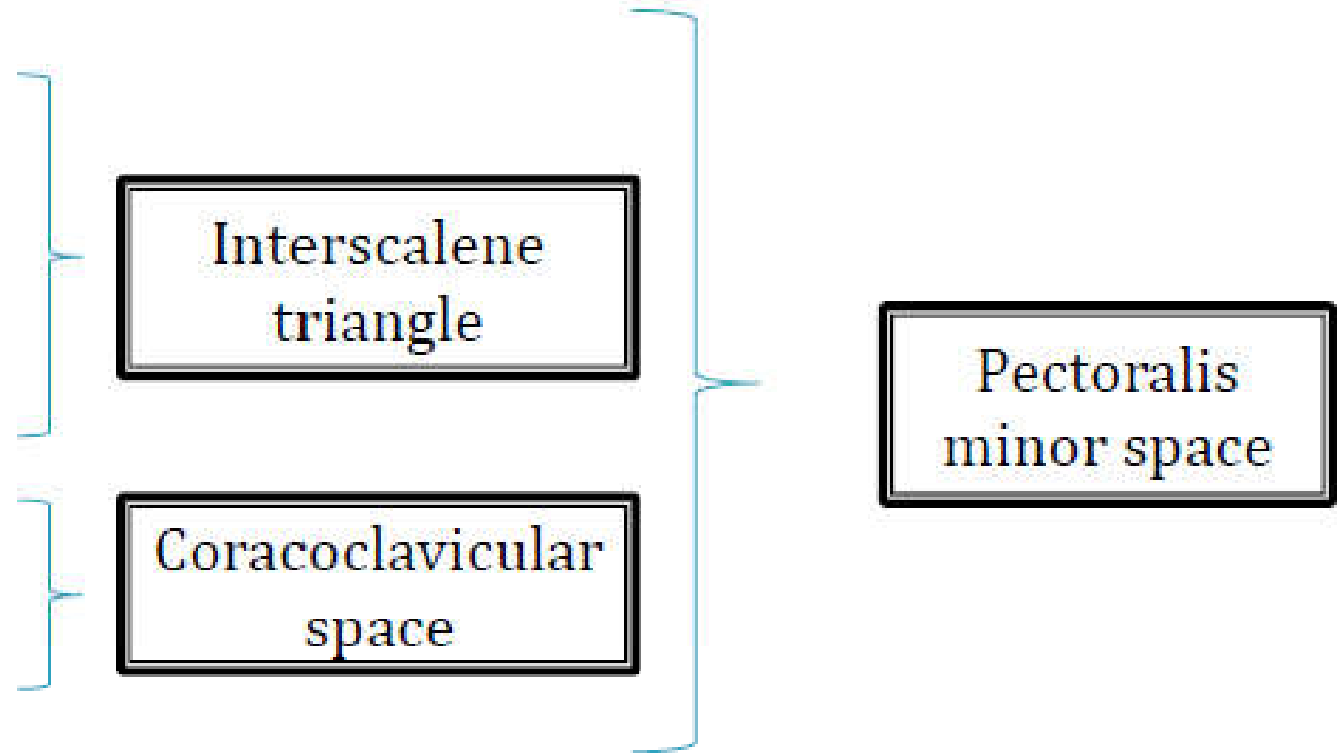 Interscalene
triangle
Coracoclavicular
space
Pectoralis
minor space